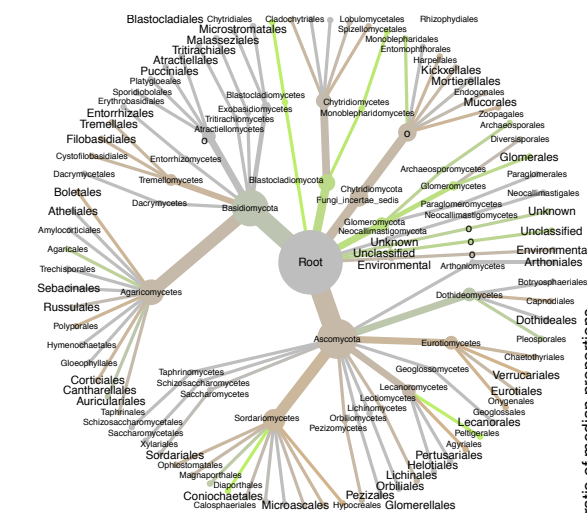 Blastocladiales Chytridiales Cladochytriales Lobulomycetales Rhizophydiales
Microstromatales Spizellomycetales
Malasseziales Monoblepharidales
Tritirachiales Entomophthorales
Atractiellales Harpellales
Pucciniales Kickxellales
Platygloeales Mortierellales
Sporidiobolales Endogonales
Erythrobasidiales Mucorales
Entorrhizales Zoopagales
Tremellales Archaeosporales
Filobasidiales Diversisporales
Cystofilobasidiales Glomerales
Dacrymycetales Paraglomerales
Boletales Neocallimastigales
Atheliales Unknown
Amylocorticiales Unclassified
Agaricales Environmenta
Trechisporales Arthoniales
Sebacinales Botryosphaeriales
Russulales Capnodiales
Polyporales Dothideales
Hymenochaetales Pleosporales
Gloeophyllales Chaetothyriales
Corticiales Verrucariales
Cantharellales Eurotiales
Auriculariales Onygenales
Taphrinales Geoglossales
Schizosaccharomycetales Lecanorales
Saccharomycetales Peltigerales
Xylariales Agyriales
Sordariales Pertusariales
Ophiostomatales Helotiales
Magnaporthales Lichinales
Diaporthales Orbiliales
Coniochaetales Pezizales
Calosphaeriales Microascales Hypocreales Glomerellales
Blastocladiomycetes
Exobasidiomycetes
Tritirachiomycetes
Atractiellomycetes
o
Entorrhizomycetes
Tremellomycetes
Dacrymycetes
Basidiomycota
Agaricomycetes
Chytridiomycetes
Monoblepharidomycetes
o
Blastocladiomycota
Chytridiomycota
Fungi_incertae_sedis
Archaeosporomycetes
Glomeromycetes
Paraglomeromycetes
Neocallimastigomycetes
Glomeromycota
Neocallimastigomycota
Unknown
Unclassified
Environmental
o
o
Root
Arthoniomycetes
Dothideomycetes
Ascomycota
Eurotiomycetes
Geoglossomycetes
Lecanoromycetes
Leotiomycetes
Lichinomycetes
Orbiliomycetes
Pezizomycetes
Taphrinomycetes
Schizosaccharomycetes
Saccharomycetes
Sordariomycetes
ratio of median proportions